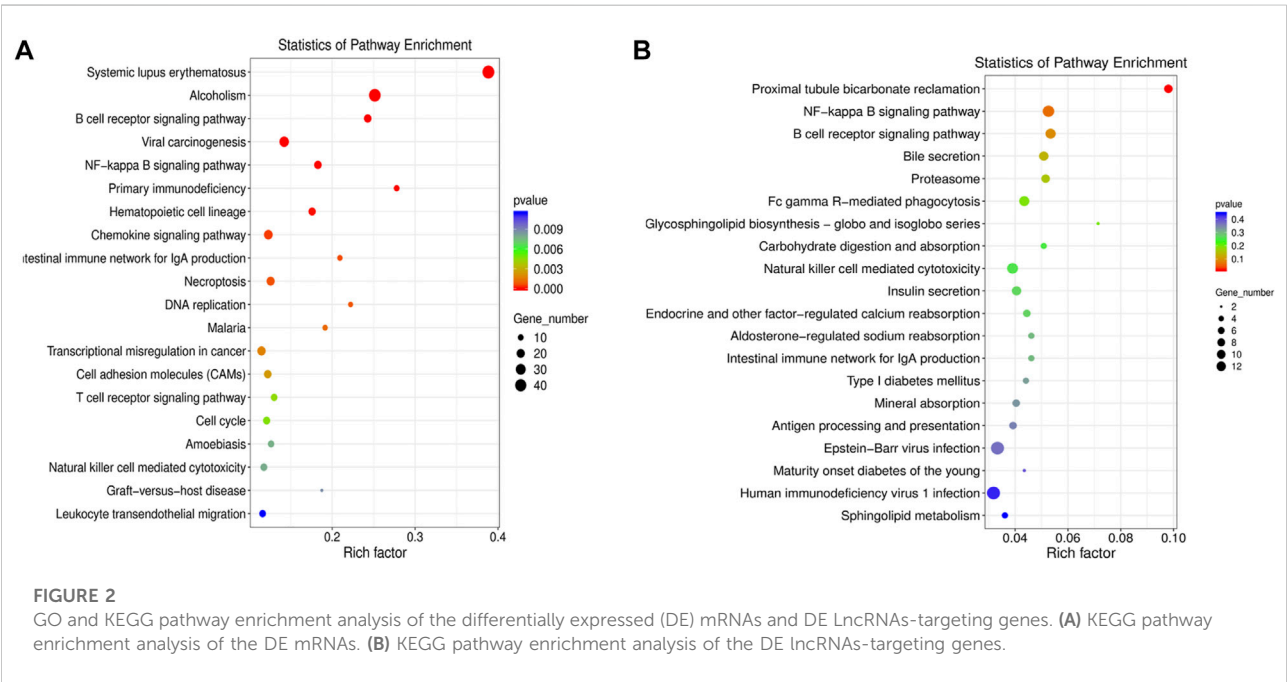 A
Statistics of Pathway Enrichment
Systemic lupus erythematosus
Alcoholism
B cell receptor signaling pathway
Viral carcinogenesis
NF−kappa B signaling pathway
Primary immunodeficiency
Hematopoietic cell lineage
Chemokine signaling pathway
ntestinal immune network for IgA production
Necroptosis
DNA replication
Malaria
Transcriptional misregulation in cancer
Cell adhesion molecules (CAMs)
T cell receptor signaling pathway
Cell cycle
Amoebiasis
Natural killer cell mediated cytotoxicity
Graft−versus−host disease
Leukocyte transendothelial migration
0.2 0.3 0.4
Rich factor
pvalue
0.009
0.006
0.003
0.000
Gene_number
10
20
30
40
B
Statistics of Pathway Enrichment
Proximal tubule bicarbonate reclamation
NF−kappa B signaling pathway
B cell receptor signaling pathway
Bile secretion
Proteasome
Fc gamma R−mediated phagocytosis
Glycosphingolipid biosynthesis − globo and isoglobo series
Carbohydrate digestion and absorption
Natural killer cell mediated cytotoxicity
Insulin secretion
Endocrine and other factor−regulated calcium reabsorption
Aldosterone−regulated sodium reabsorption
Intestinal immune network for IgA production
Type I diabetes mellitus
Mineral absorption
Antigen processing and presentation
Epstein−Barr virus infection
Maturity onset diabetes of the young
Human immunodeficiency virus 1 infection
Sphingolipid metabolism
0.04 0.06 0.08 0.10
Rich factor
pvalue
0.4
0.3
0.2
0.1
Gene_number
2
4
6
8
10
12
FIGURE 2
GO and KEGG pathway enrichment analysis of the differentially expressed (DE) mRNAs and DE LncRNAs-targeting genes. (A) KEGG pathway
enrichment analysis of the DE mRNAs. (B) KEGG pathway enrichment analysis of the DE lncRNAs-targeting genes.